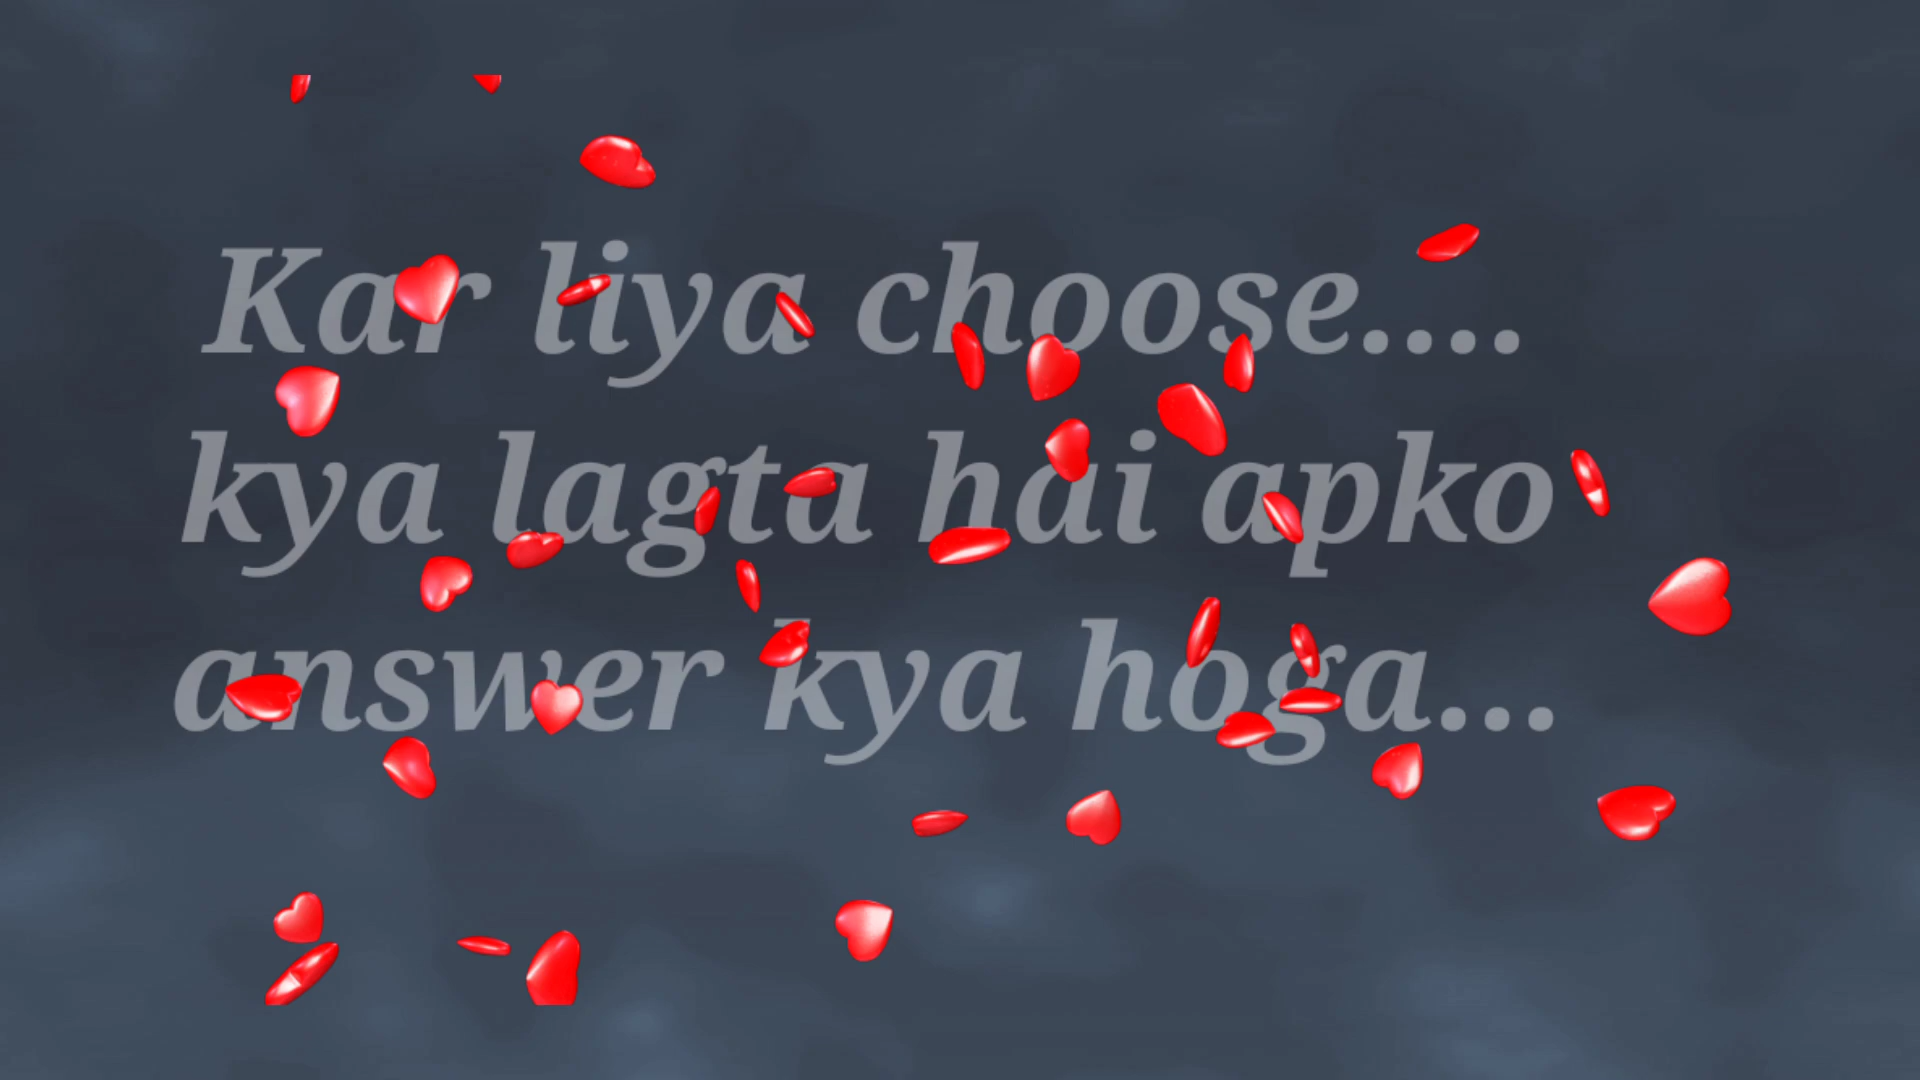 Kar liya choose....
kya lagta hai apko
answer kya hoga...